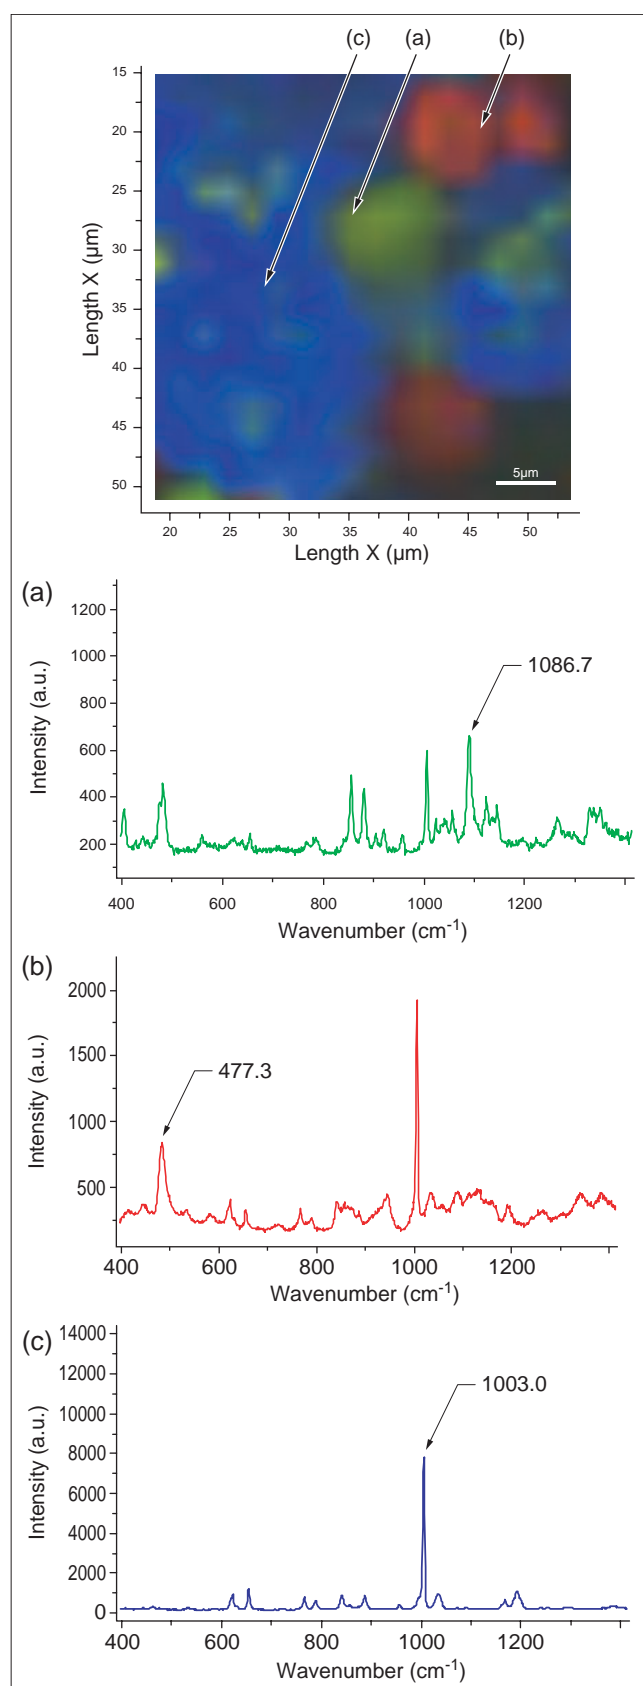 (c) (a) (b)
15
20
25
30
35
40
45
50
Length X (µm)
5µm
20 25 30 35 40 45 50
Length X (µm)
(a)
1200
1000
800
600
400
200
Intensity (a.u.)
1086.7
400 600 800 1000 1200
Wavenumber (cm-1)
(b)
2000
1500
1000
500
Intensity (a.u.)
477.3
400 600 800 1000 1200
Wavenumber (cm-1)
(c)
14000
12000
10000
8000
6000
4000
2000
0
Intensity (a.u.)
1003.0
400 600 800 1000 1200
Wavenumber (cm-1)